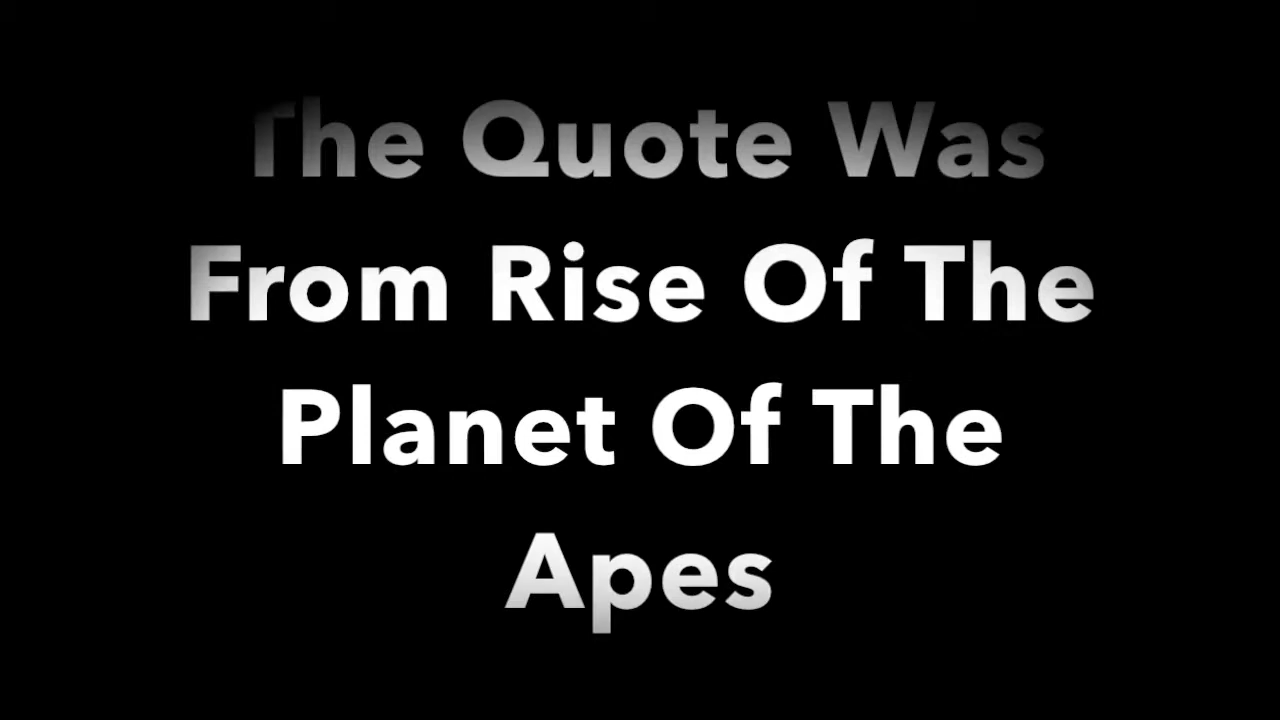 The Quote Was
From Rise Of The
Planet Of The
Apes